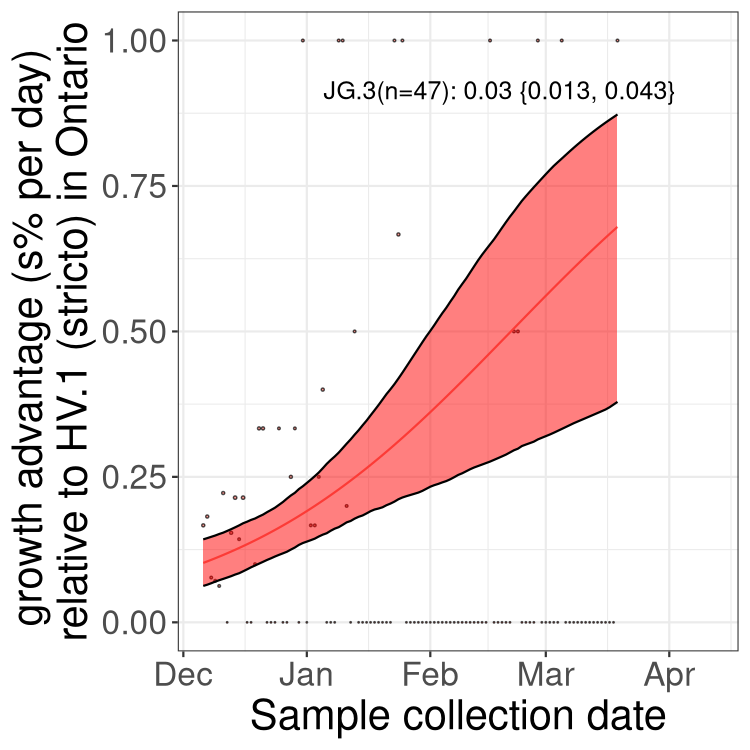 growth advantage (s% per day)
relative to HV.1 (stricto) in Ontario
1.00
0.75
0.50
0.25
0.00
JG.3(n=47): 0.03 {0.013, 0.043}
Dec Jan Feb Mar Apr
Sample collection date